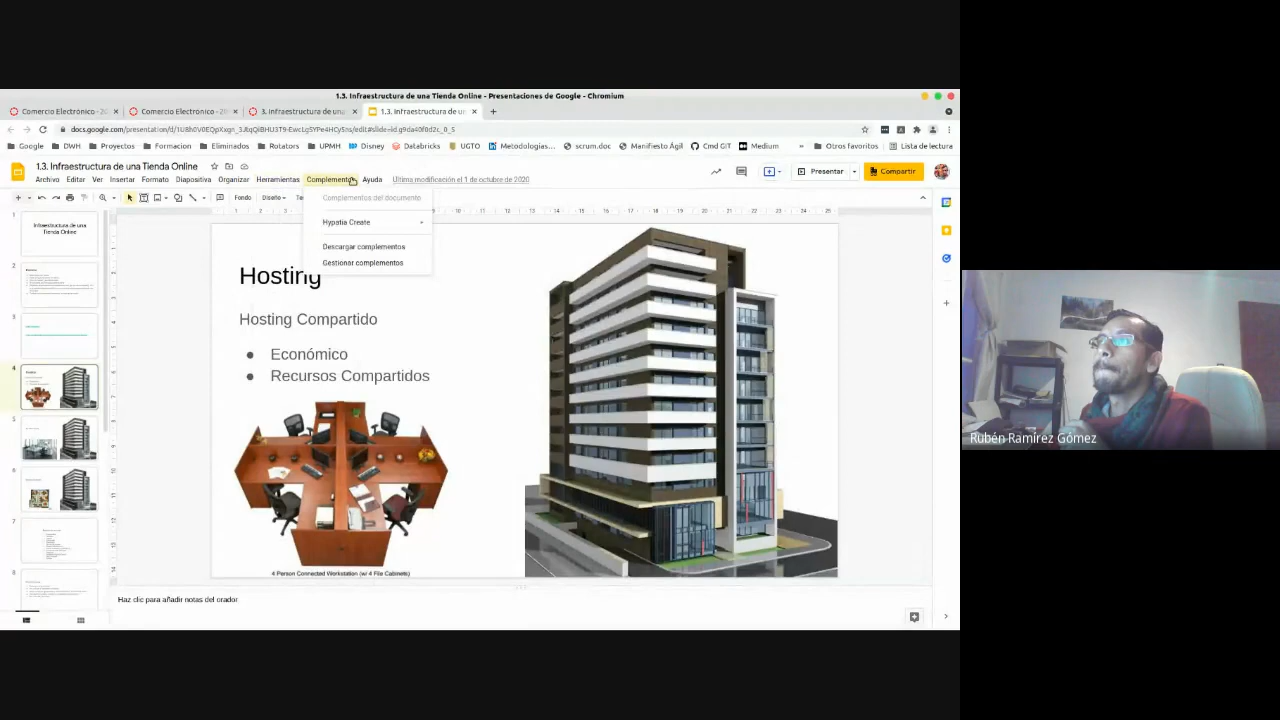 1.3. Infraestructura de una Tienda Online - Presentaciones de Google - Chromium
Comercio Electrónico - 20
Comercio Electrónico - 20
3. Infraestructura de una
1.3. Infraestructura de un
Google
DWH
Proyectos
Formacion
Eliminados
Rotators
UPMH
Disney
Databricks
UGTO
Metodologias...
scrum.doc
Manifiesto Ágil
Cmd GIT
Medium
Otros favoritos
Lista de lectura
1.3. Infraestructura de una Tienda Online
Presentar
Compartir
Archivo Editar Ver Insertar Formato Diapositiva Organizar Herramientas Complementos Ayuda Última modificación el 1 de octubre de 2020
Fondo
Diseño
Complementos del documento
Hypatia Create
Descargar complementos
Gestionar complementos
Infraestructura de una
Tienda Online
Hosting
Hosting Compartido
● Económico
● Recursos Compartidos
4 Person Connected Workstation (w/ 4 File Cabinets)
Haz clic para añadir notas del orador
Rubén Ramírez Gómez